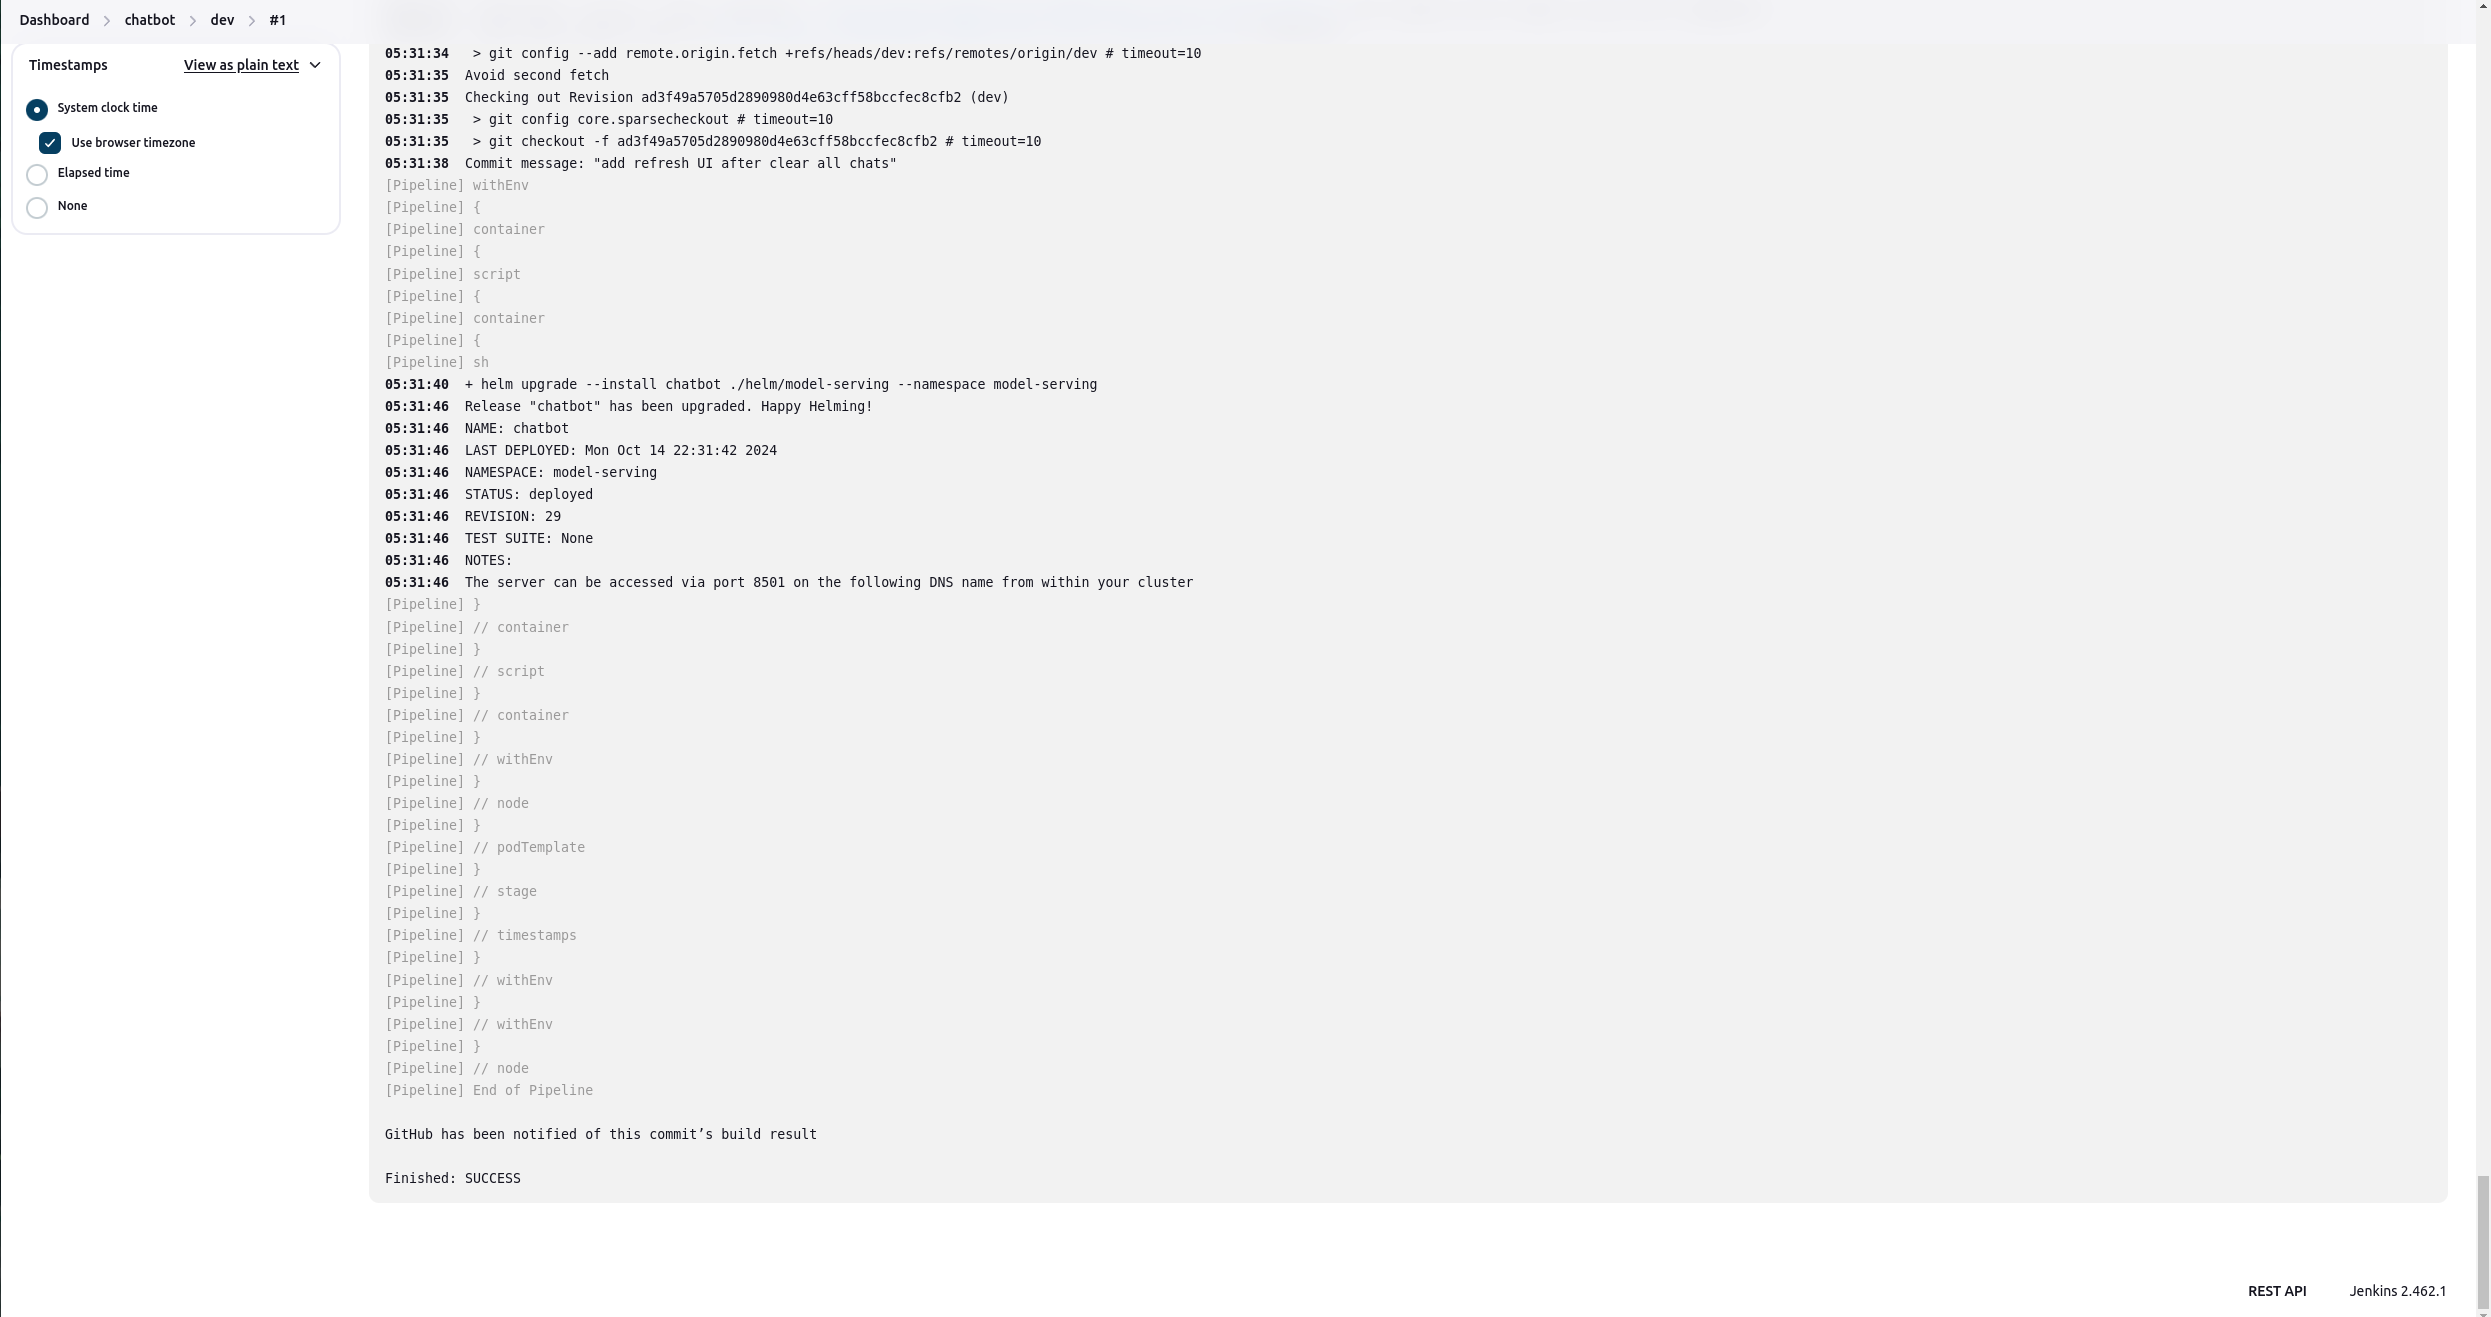 Dashboard > chatbot > dev > #1
Timestamps
View as plain text
System clock time
Use browser timezone
Elapsed time
None
05:31:34   > git config --add remote.origin.fetch +refs/heads/dev:refs/remotes/origin/dev # timeout=10
05:31:35  Avoid second fetch
05:31:35  Checking out Revision ad3f49a5705d2890980d4e63cff58bccfec8cfb2 (dev)
05:31:35   > git config core.sparsecheckout # timeout=10
05:31:35   > git checkout -f ad3f49a5705d2890980d4e63cff58bccfec8cfb2 # timeout=10
05:31:38  Commit message: "add refresh UI after clear all chats"
[Pipeline] withEnv
[Pipeline] {
[Pipeline] container
[Pipeline] {
[Pipeline] script
[Pipeline] {
[Pipeline] container
[Pipeline] {
[Pipeline] sh
05:31:40  + helm upgrade --install chatbot ./helm/model-serving --namespace model-serving
05:31:46  Release "chatbot" has been upgraded. Happy Helming!
05:31:46  NAME: chatbot
05:31:46  LAST DEPLOYED: Mon Oct 14 22:31:42 2024
05:31:46  NAMESPACE: model-serving
05:31:46  STATUS: deployed
05:31:46  REVISION: 29
05:31:46  TEST SUITE: None
05:31:46  NOTES:
05:31:46  The server can be accessed via port 8501 on the following DNS name from within your cluster
[Pipeline] }
[Pipeline] // container
[Pipeline] }
[Pipeline] // script
[Pipeline] }
[Pipeline] // container
[Pipeline] }
[Pipeline] // withEnv
[Pipeline] }
[Pipeline] // node
[Pipeline] }
[Pipeline] // podTemplate
[Pipeline] }
[Pipeline] // stage
[Pipeline] }
[Pipeline] // timestamps
[Pipeline] }
[Pipeline] // withEnv
[Pipeline] }
[Pipeline] // withEnv
[Pipeline] }
[Pipeline] // node
[Pipeline] End of Pipeline
GitHub has been notified of this commit’s build result
Finished: SUCCESS
REST API
Jenkins 2.462.1